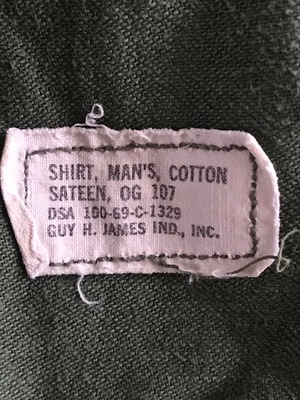 SHIRT, MAN'S, COTTON
SATEEN, OG 107
DSA 100-69-C-1329
GUY H. JAMES IND., INC.